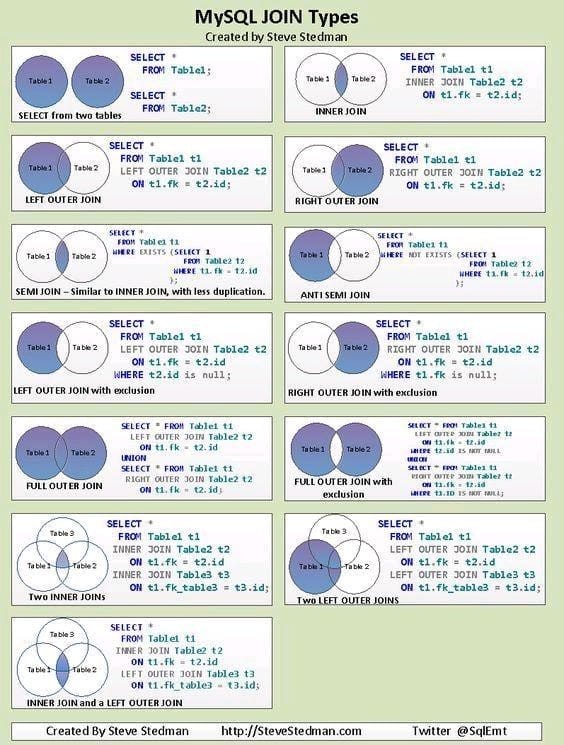 MySQL JOIN Types
Created by Steve Stedman
Table1
Table 2
SELECT *
FROM Table1;
SELECT *
FROM Table2;
SELECT from two tables
Table 1
Table 2
SELECT *
FROM Table1 t1
INNER JOIN Table2 t2
ON t1.fk = t2.id;
INNER JOIN
Table 1
Table 2
SELECT *
FROM Table1 t1
LEFT OUTER JOIN Table2 t2
ON t1.fk = t2.id;
LEFT OUTER JOIN
Table 1
Table 2
SELECT *
FROM Table1 t1
RIGHT OUTER JOIN Table2 t2
ON t1.fk = t2.id;
RIGHT OUTER JOIN
Table 1
Table 2
SELECT *
FROM Table1 t1
WHERE EXISTS (SELECT 1
FROM Table2 t2
WHERE t1.fk = t2.id
);
SEMI JOIN – Similar to INNER JOIN, with less duplication.
Table 1
Table 2
SELECT *
FROM Table1 t1
WHERE NOT EXISTS (SELECT 1
FROM Table2 t2
WHERE t1.fk = t2.id
);
ANTI SEMI JOIN
Table 1
Table 2
SELECT *
FROM Table1 t1
LEFT OUTER JOIN Table2 t2
ON t1.fk = t2.id
WHERE t2.id is null;
LEFT OUTER JOIN with exclusion
Table 1
Table 2
SELECT *
FROM Table1 t1
RIGHT OUTER JOIN Table2 t2
ON t1.fk = t2.id
WHERE t1.fk is null;
RIGHT OUTER JOIN with exclusion
Table 1
Table 2
SELECT * FROM Table1 t1
LEFT OUTER JOIN Table2 t2
ON t1.fk = t2.id
UNION
SELECT * FROM Table1 t1
RIGHT OUTER JOIN Table2 t2
ON t1.fk = t2.id;
FULL OUTER JOIN
Table 1
Table 2
SELECT * FROM Table1 t1
LEFT OUTER JOIN Table2 t2
ON t1.fk = t2.id
WHERE t2.id IS NOT NULL
UNION
SELECT * FROM Table1 t1
RIGHT OUTER JOIN Table2 t2
ON t1.fk = t2.id
WHERE t1.ID IS NOT NULL;
FULL OUTER JOIN with
exclusion
Table 3
Table 1
Table 2
SELECT *
FROM Table1 t1
INNER JOIN Table2 t2
ON t1.fk = t2.id
INNER JOIN Table3 t3
ON t1.fk_table3 = t3.id;
Two INNER JOINs
Table 3
Table 1
Table 2
SELECT *
FROM Table1 t1
LEFT OUTER JOIN Table2 t2
ON t1.fk = t2.id
LEFT OUTER JOIN Table3 t3
ON t1.fk_table3 = t3.id;
Two LEFT OUTER JOINS
Table 3
Table 1
Table 2
SELECT *
FROM Table1 t1
INNER JOIN Table2 t2
ON t1.fk = t2.id
LEFT OUTER JOIN Table3 t3
ON t1.fk_table3 = t3.id;
INNER JOIN and a LEFT OUTER JOIN
Created By Steve Stedman http://SteveStedman.com Twitter @SqlEmt